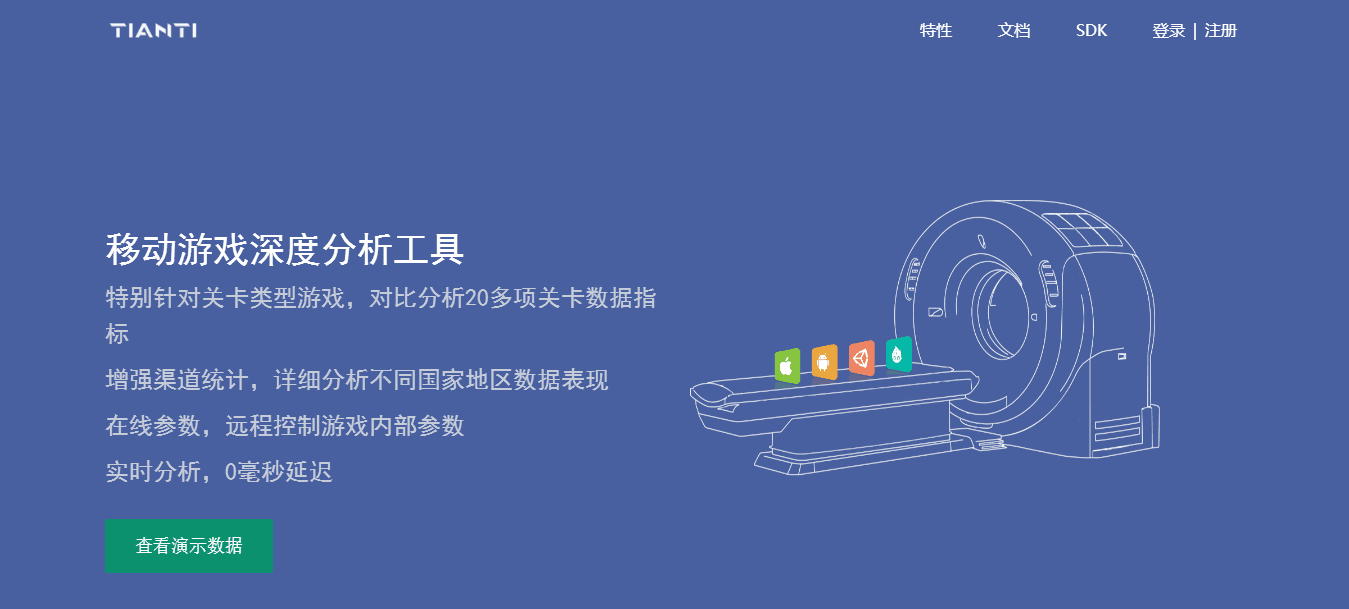 TIANTI
特性 文档 SDK 登录 | 注册
移动游戏深度分析工具
特别针对关卡类型游戏，对比分析20多项关卡数据指
标
增强渠道统计，详细分析不同国家地区数据表现
在线参数，远程控制游戏内部参数
实时分析，0毫秒延迟
查看演示数据